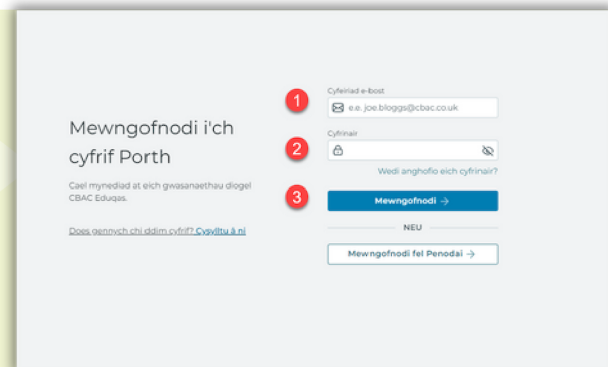 Mewngofnodi i'ch
cyfrif Porth
Cael mynediad at eich gwasanaethau diogel
CBAC Eduqas.
Does gennych chi ddim cyfrif? Cysylltu â ni
Cyfeiriad e-bost
1
e.e. joe.bloggs@cbac.co.uk
Cyfrinair
2
Wedi anghofio eich cyfrinair?
3
Mewngofnodi →
NEU
Mewngofnodi fel Penodai →